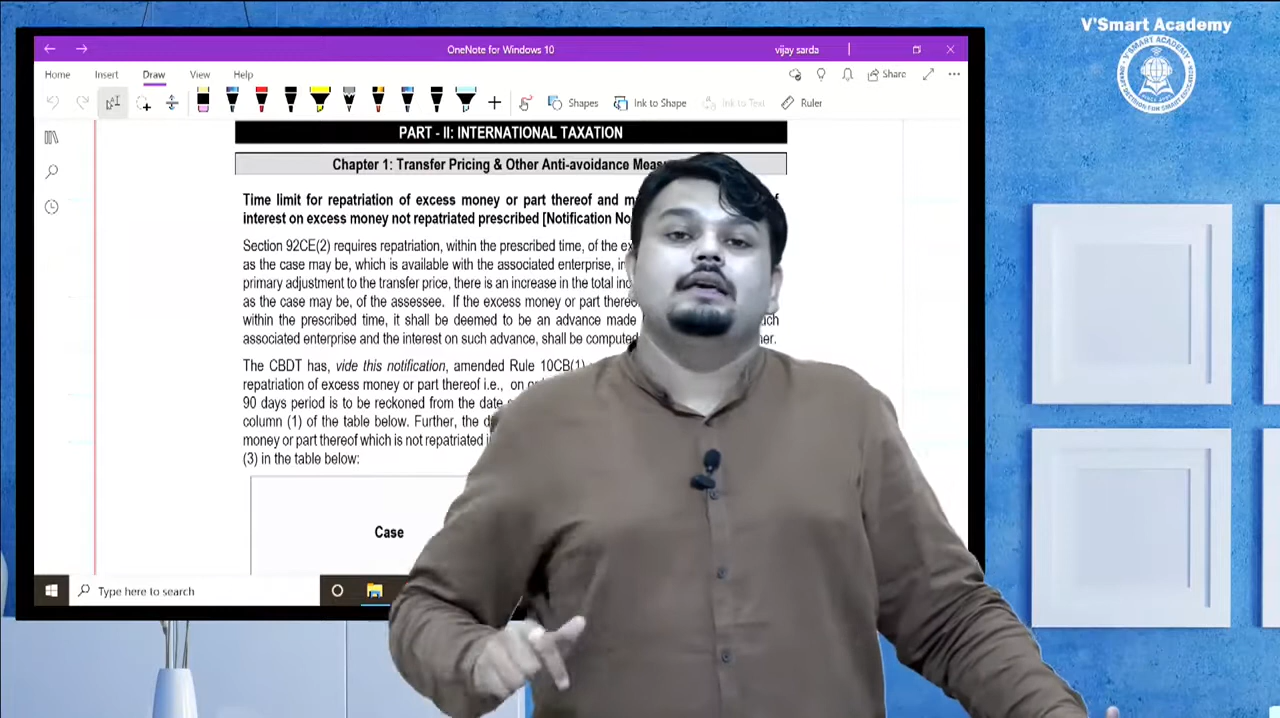 V'Smart Academy
V'SMART ACADEMY
OneNote for Windows 10
vijay sarda
Home Insert Draw View Help
Share
Shapes Ink to Shape Ink to Text Ruler
PART - II: INTERNATIONAL TAXATION
Chapter 1: Transfer Pricing & Other Anti-avoidance
Time limit for repatriation of excess money or part thereof and
interest on excess money not repatriated prescribed [Notification
Section 92CE(2) requires repatriation, within the prescribed time, of the
as the case may be, which is available with the associated enterprise,
primary adjustment to the transfer price, there is an increase in the total
as the case may be, of the assessee. If the excess money or part
within the prescribed time, it shall be deemed to be an advance made
associated enterprise and the interest on such advance, shall be computed
The CBDT has, vide this notification, amended Rule 10CB(1)
repatriation of excess money or part thereof i.e., on
90 days period is to be reckoned from the date
column (1) of the table below. Further, the
money or part thereof which is not repatriated
(3) in the table below:
Case
Type here to search